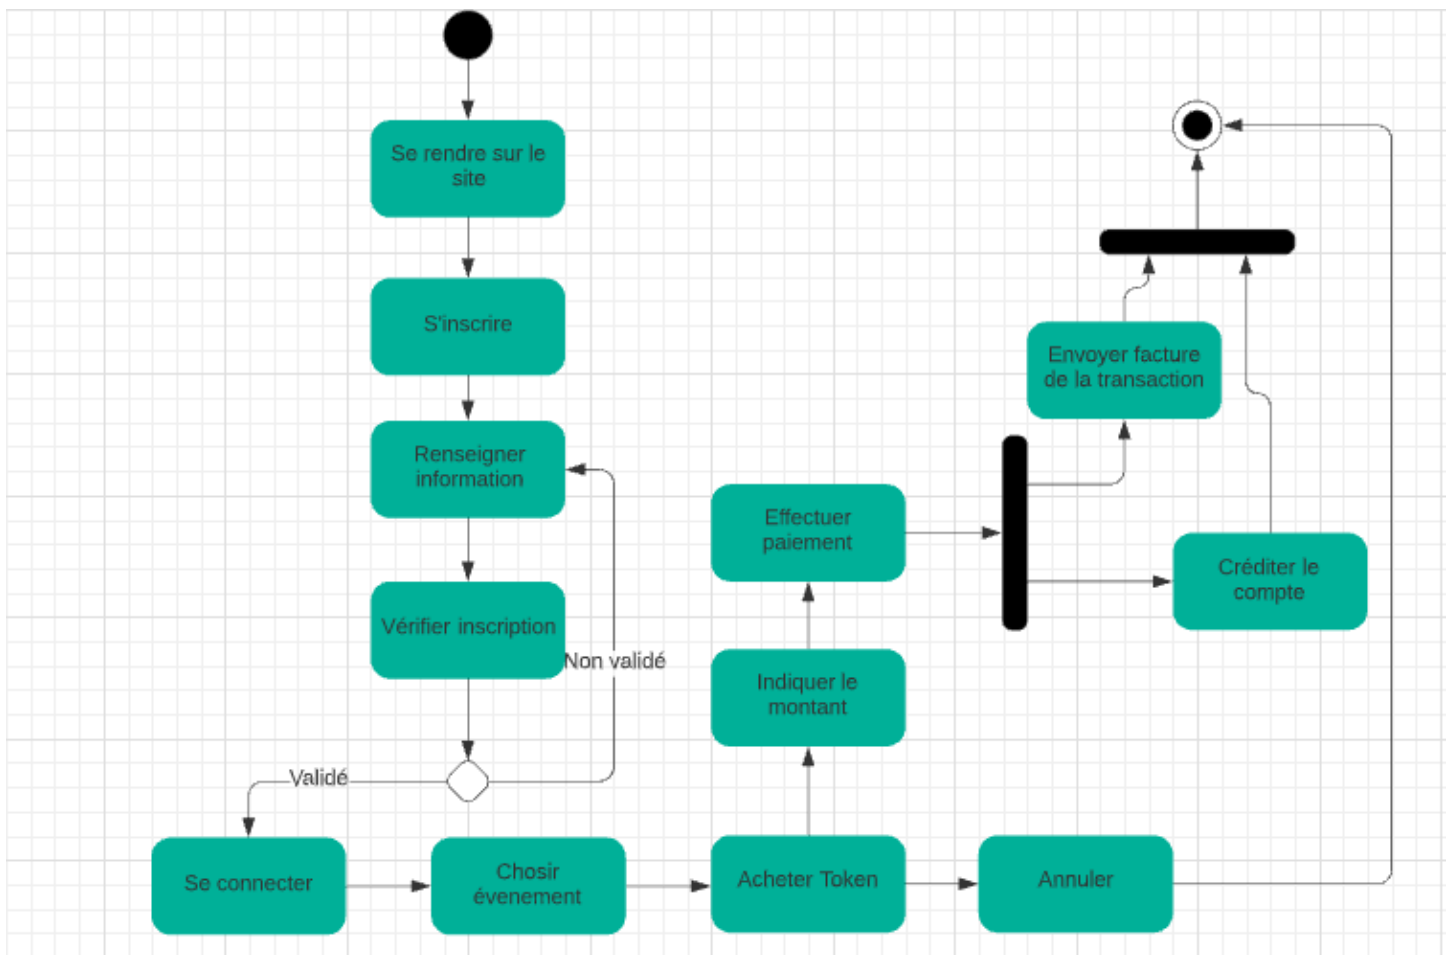 Se rendre sur le
site
S'inscrire
Renseigner
information
Vérifier inscription
Non validé
Validé
Se connecter
Chosir
évenement
Acheter Token
Annuler
Indiquer le
montant
Effectuer
paiement
Envoyer facture
de la transaction
Créditer le
compte